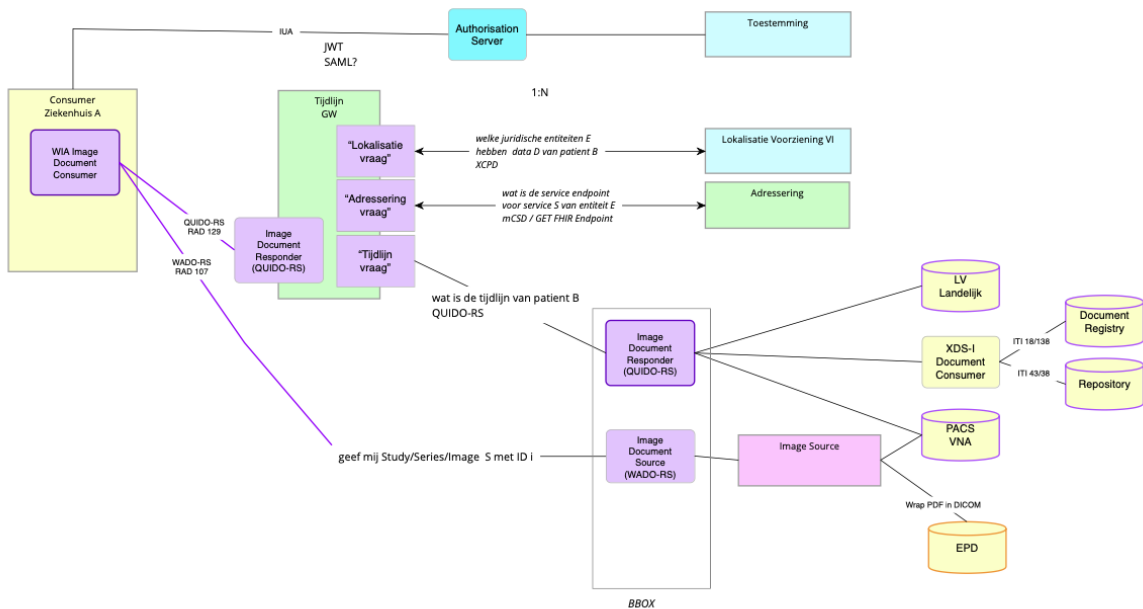 IUA
Authorisation
Server
Toestemming
JWT
SAML?
1:N
Consumer
Ziekenhuis A
WIA Image
Document
Consumer
Tijdlijn
GW
“Lokalisatie
vraag”
welke juridische entiteiten E
hebben data D van patient B
XCPD
Lokalisatie Voorziening VI
“Adressering
vraag”
wat is de service endpoint
voor service S van entiteit E
mCSD / GET FHIR Endpoint
Adressering
QUIDO-RS
RAD 129
WADO-RS
RAD 107
Image
Document
Responder
(QUIDO-RS)
“Tijdlijn
vraag”
wat is de tijdlijn van patient B
QUIDO-RS
Image
Document
Responder
(QUIDO-RS)
LV
Landelijk
XDS-I
Document
Consumer
ITI 18/138
Document
Registry
ITI 43/38
Repository
PACS
VNA
geef mij Study/Series/Image S met ID i
Image
Document
Source
(WADO-RS)
Image Source
Wrap PDF in DICOM
EPD
BBOX